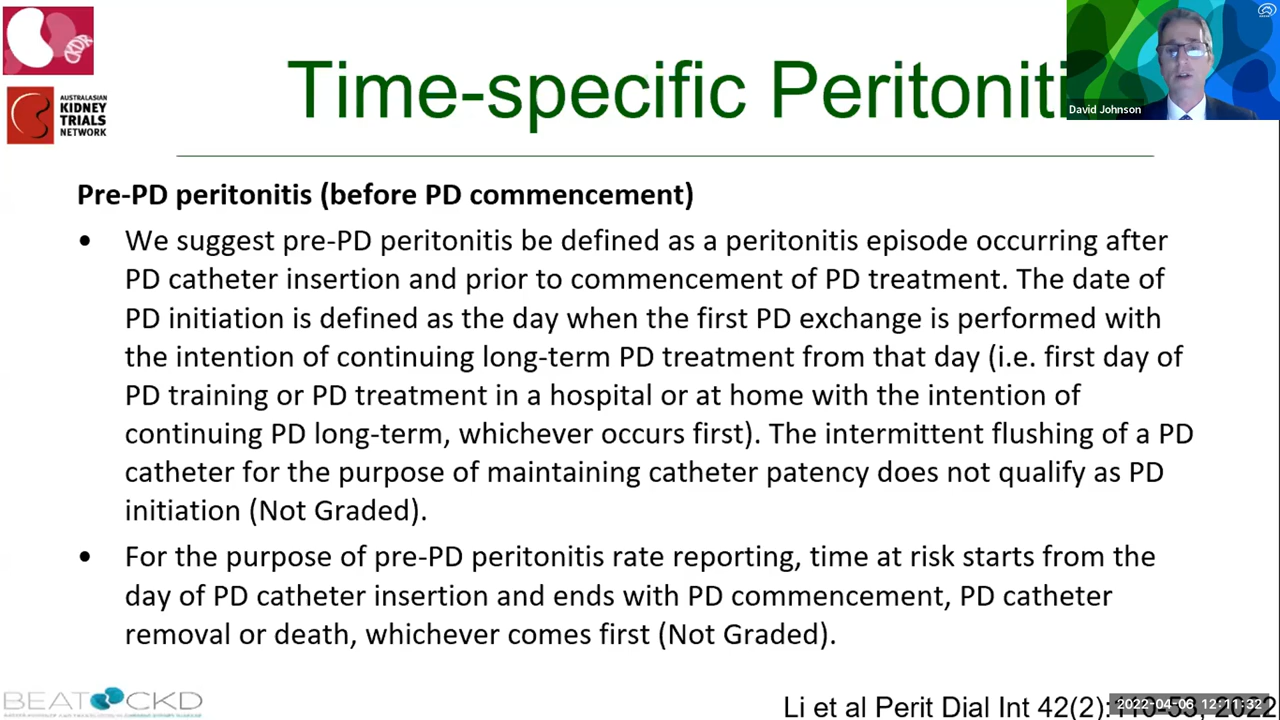 CKDR
AUSTRALASIAN
KIDNEY
TRIALS
NETWORK
Time-specific Peritoniti
David Johnson
Pre-PD peritonitis (before PD commencement)
• We suggest pre-PD peritonitis be defined as a peritonitis episode occurring after
PD catheter insertion and prior to commencement of PD treatment. The date of
PD initiation is defined as the day when the first PD exchange is performed with
the intention of continuing long-term PD treatment from that day (i.e. first day of
PD training or PD treatment in a hospital or at home with the intention of
continuing PD long-term, whichever occurs first). The intermittent flushing of a PD
catheter for the purpose of maintaining catheter patency does not qualify as PD
initiation (Not Graded).
• For the purpose of pre-PD peritonitis rate reporting, time at risk starts from the
day of PD catheter insertion and ends with PD commencement, PD catheter
removal or death, whichever comes first (Not Graded).
BEAT CKD
Li et al Perit Dial Int 42(2): 110-53, 2022
2022-04-06 12:11:32